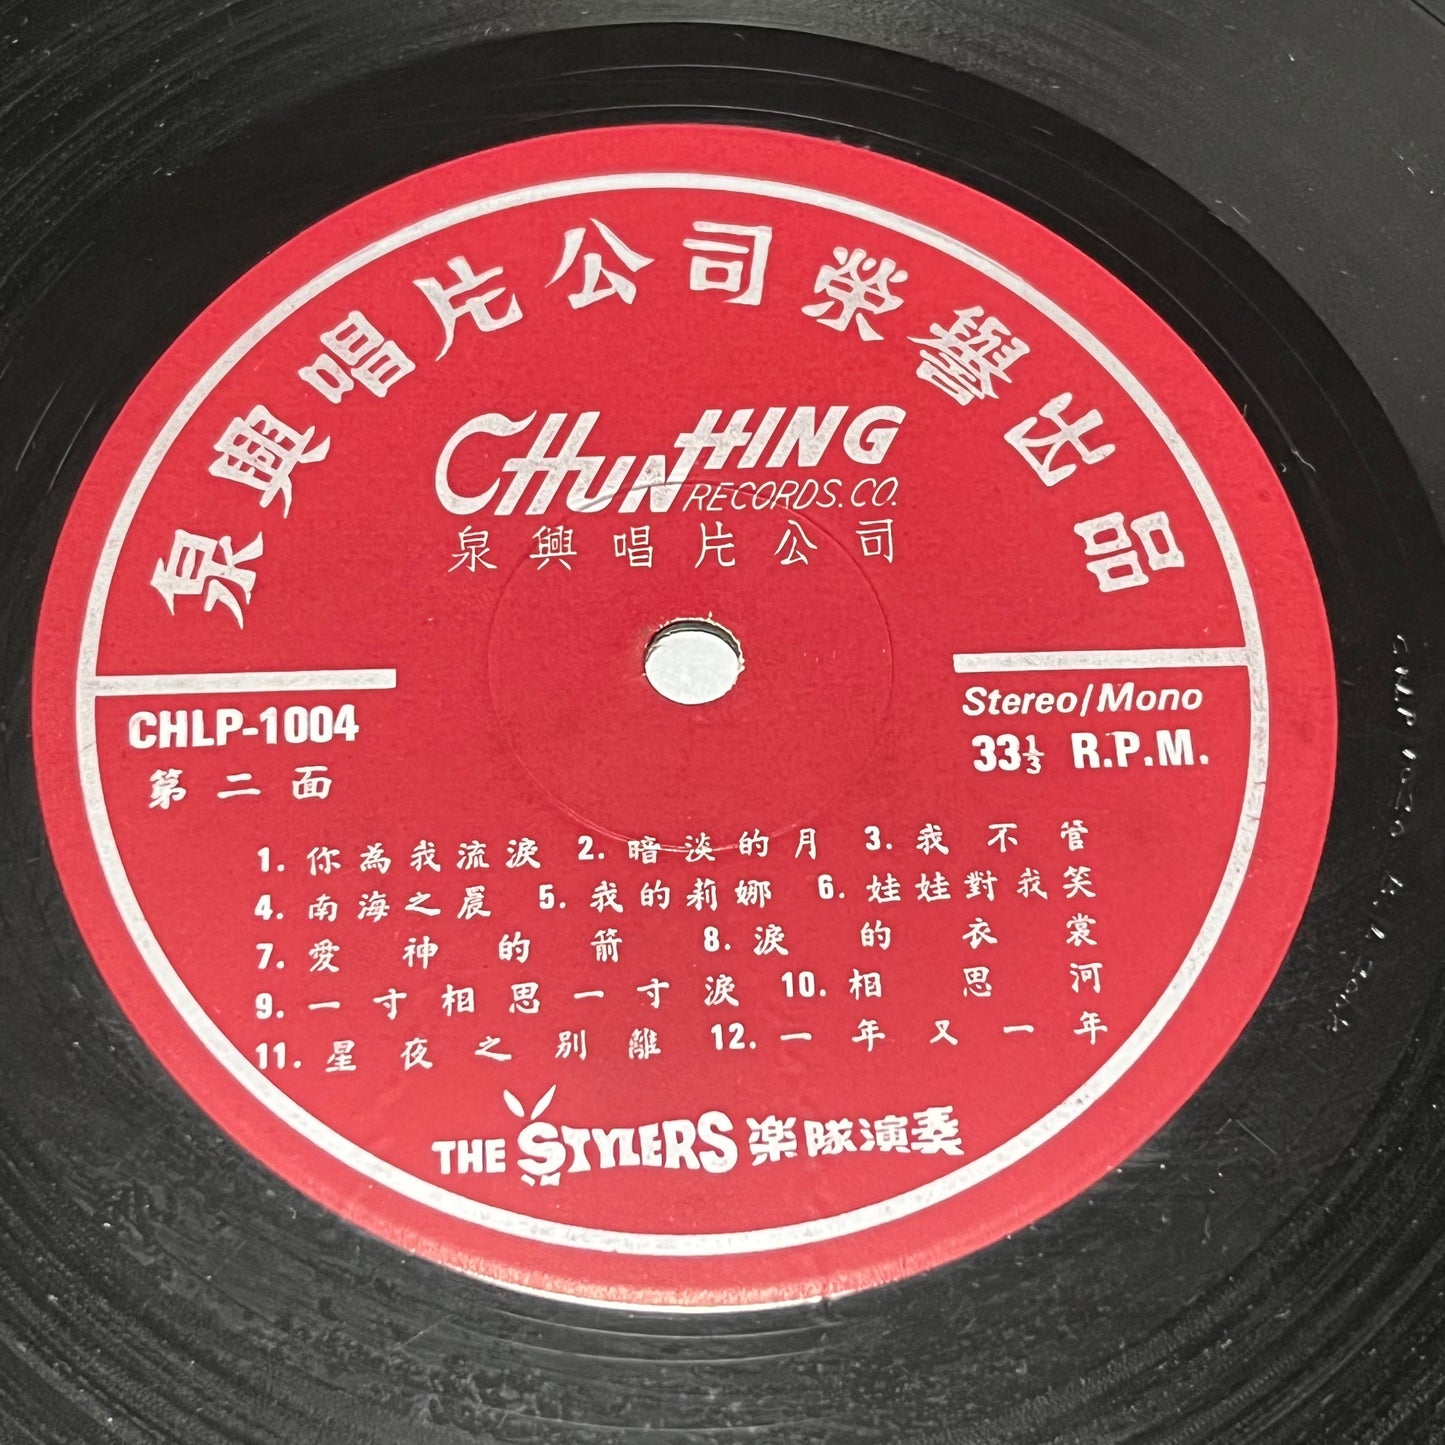 泉興唱片公司榮譽出品
CHUN HING
RECORDS. CO.
泉興唱片公司
CHLP-1004
第二面
Stereo/Mono
33⅓ R.P.M.
1. 你為我流淚 2. 暗淡的月 3. 我不管
4. 南海之晨 5. 我的莉娜 6. 娃娃對我笑
7. 愛神的箭 8. 淚的衣裳
9. 一寸相思一寸淚 10. 相思河
11. 星夜之別離 12. 一年又一年
THE STYLERS 楽隊演奏